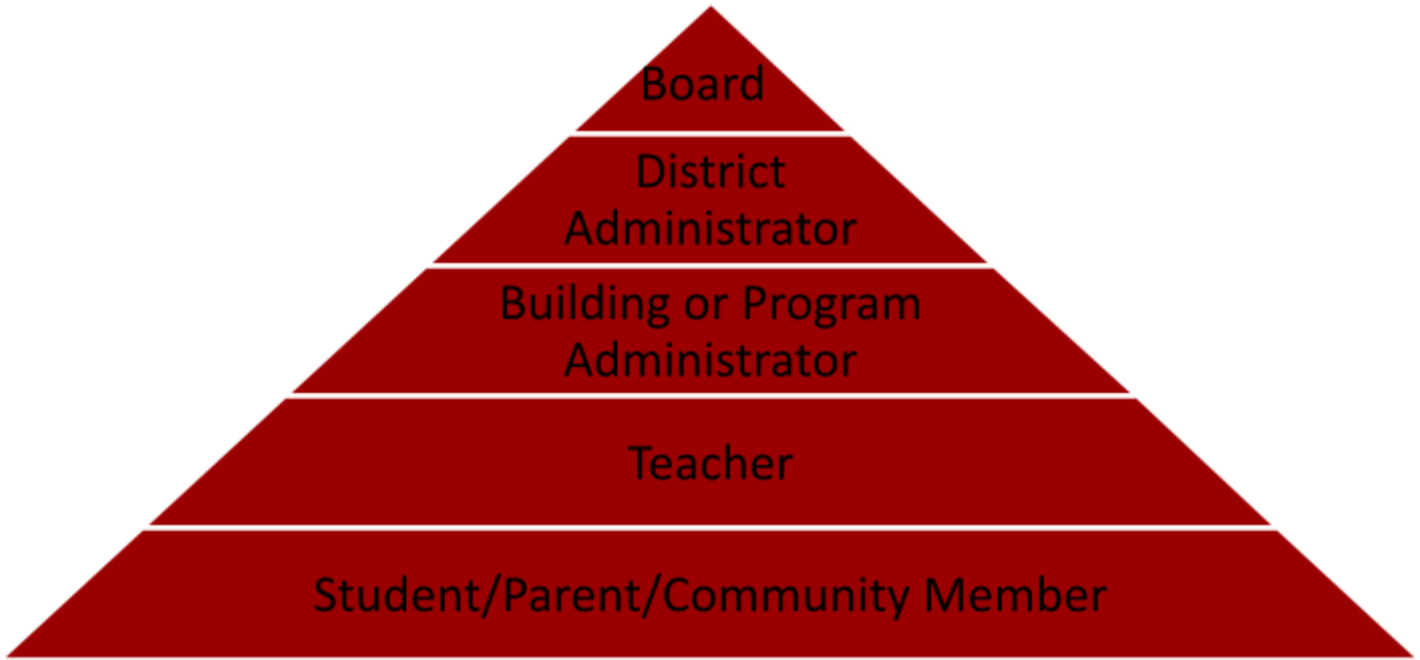 Board
District
Administrator
Building or Program
Administrator
Teacher
Student/Parent/Community Member